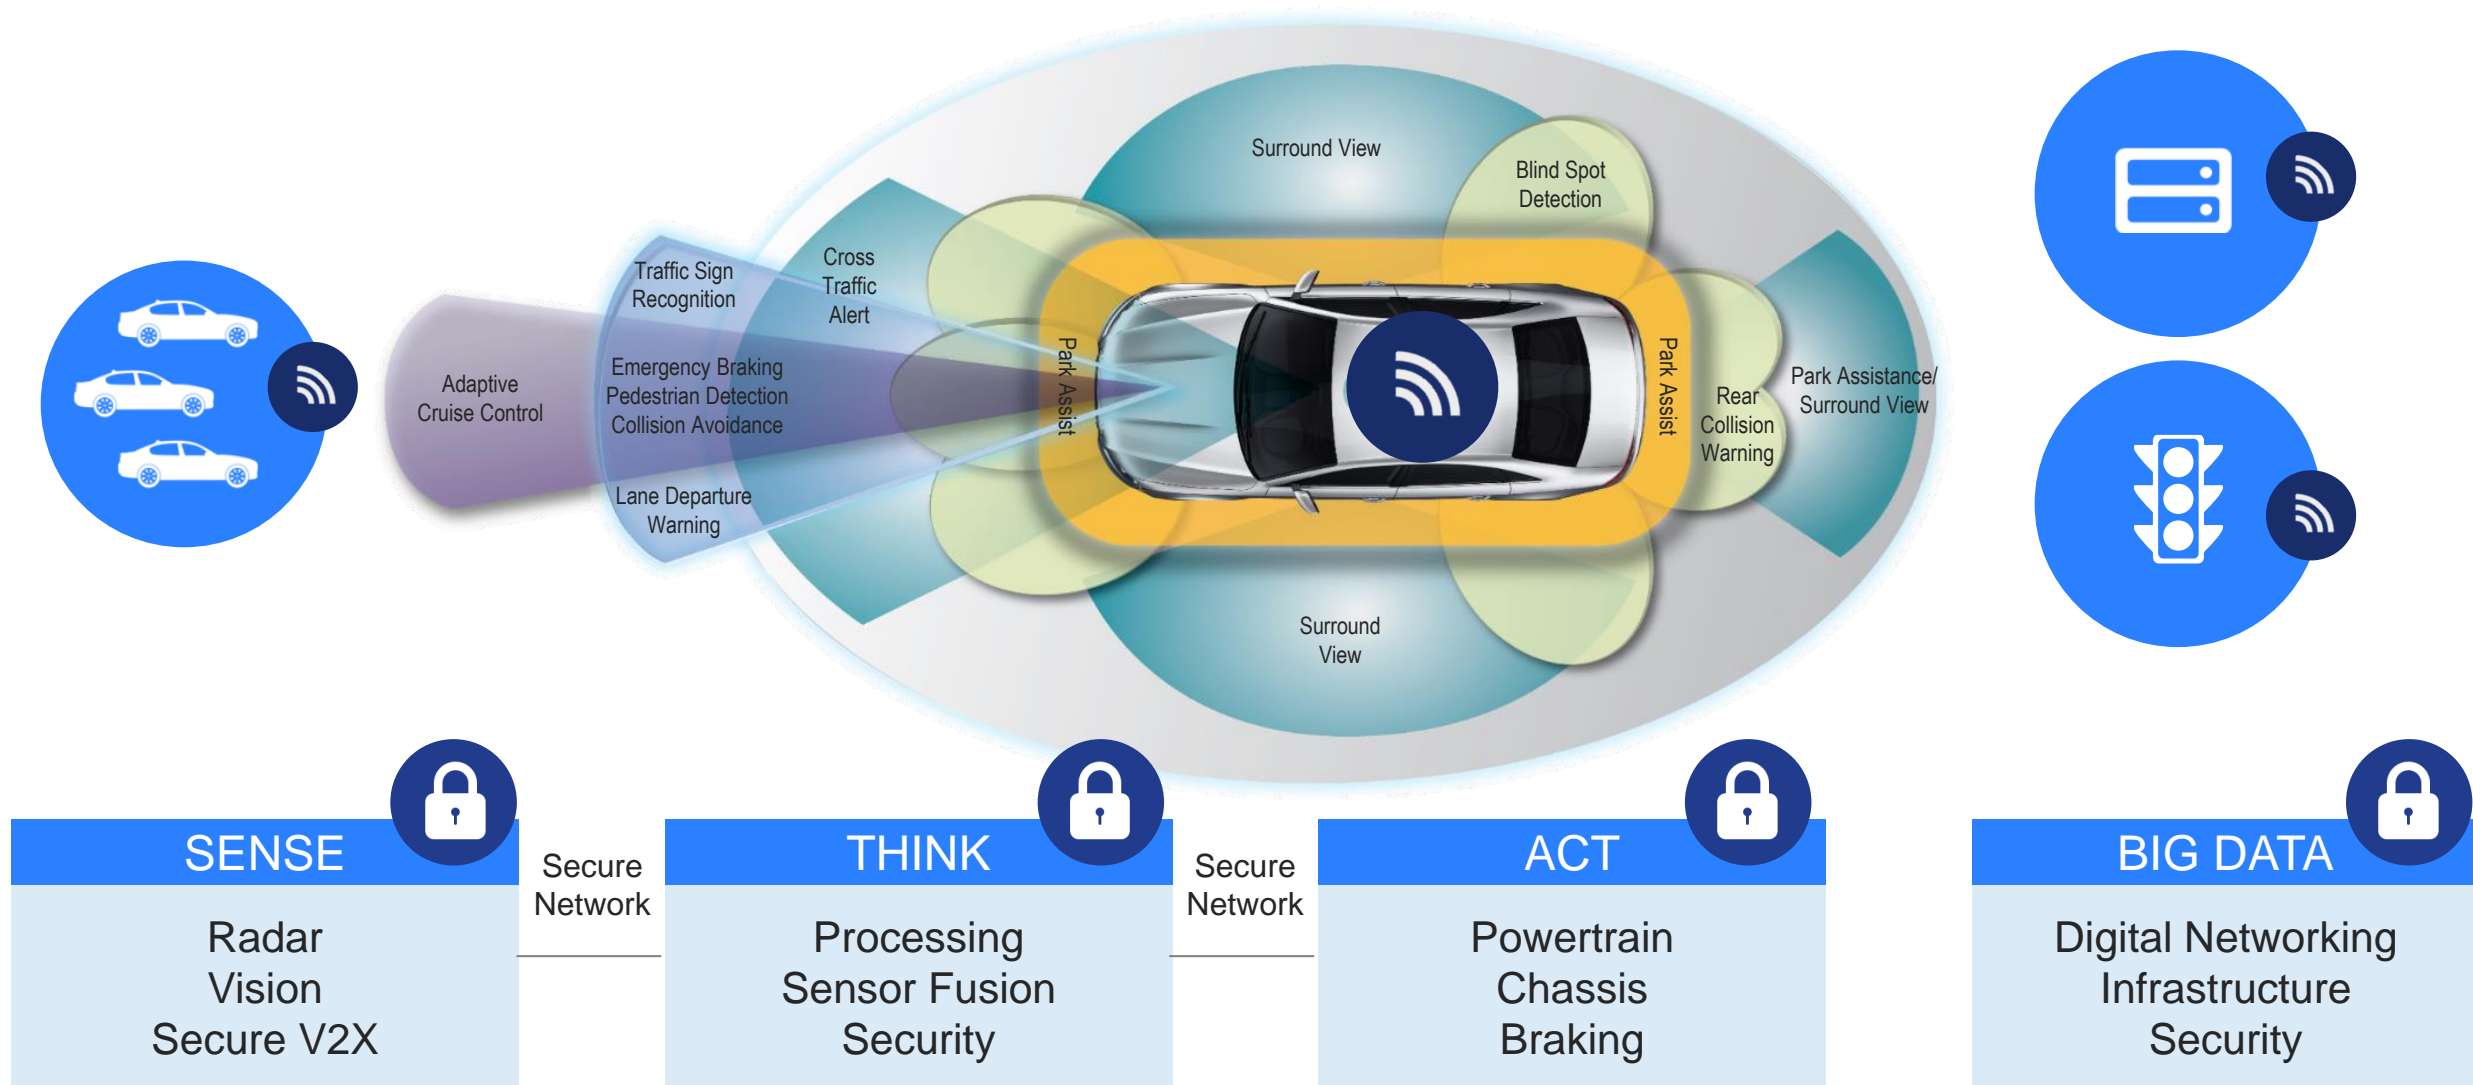 Surround View
Blind Spot
Detection
Cross
Traffic
Alert
Traffic Sign
Recognition
Adaptive
Cruise Control
Emergency Braking
Pedestrian Detection
Collision Avoidance
Lane Departure
Warning
Park Assist
Park Assist
Rear
Collision
Warning
Park Assistance/
Surround View
Surround
View
SENSE
Radar
Vision
Secure V2X
Secure
Network
THINK
Processing
Sensor Fusion
Security
Secure
Network
ACT
Powertrain
Chassis
Braking
BIG DATA
Digital Networking
Infrastructure
Security